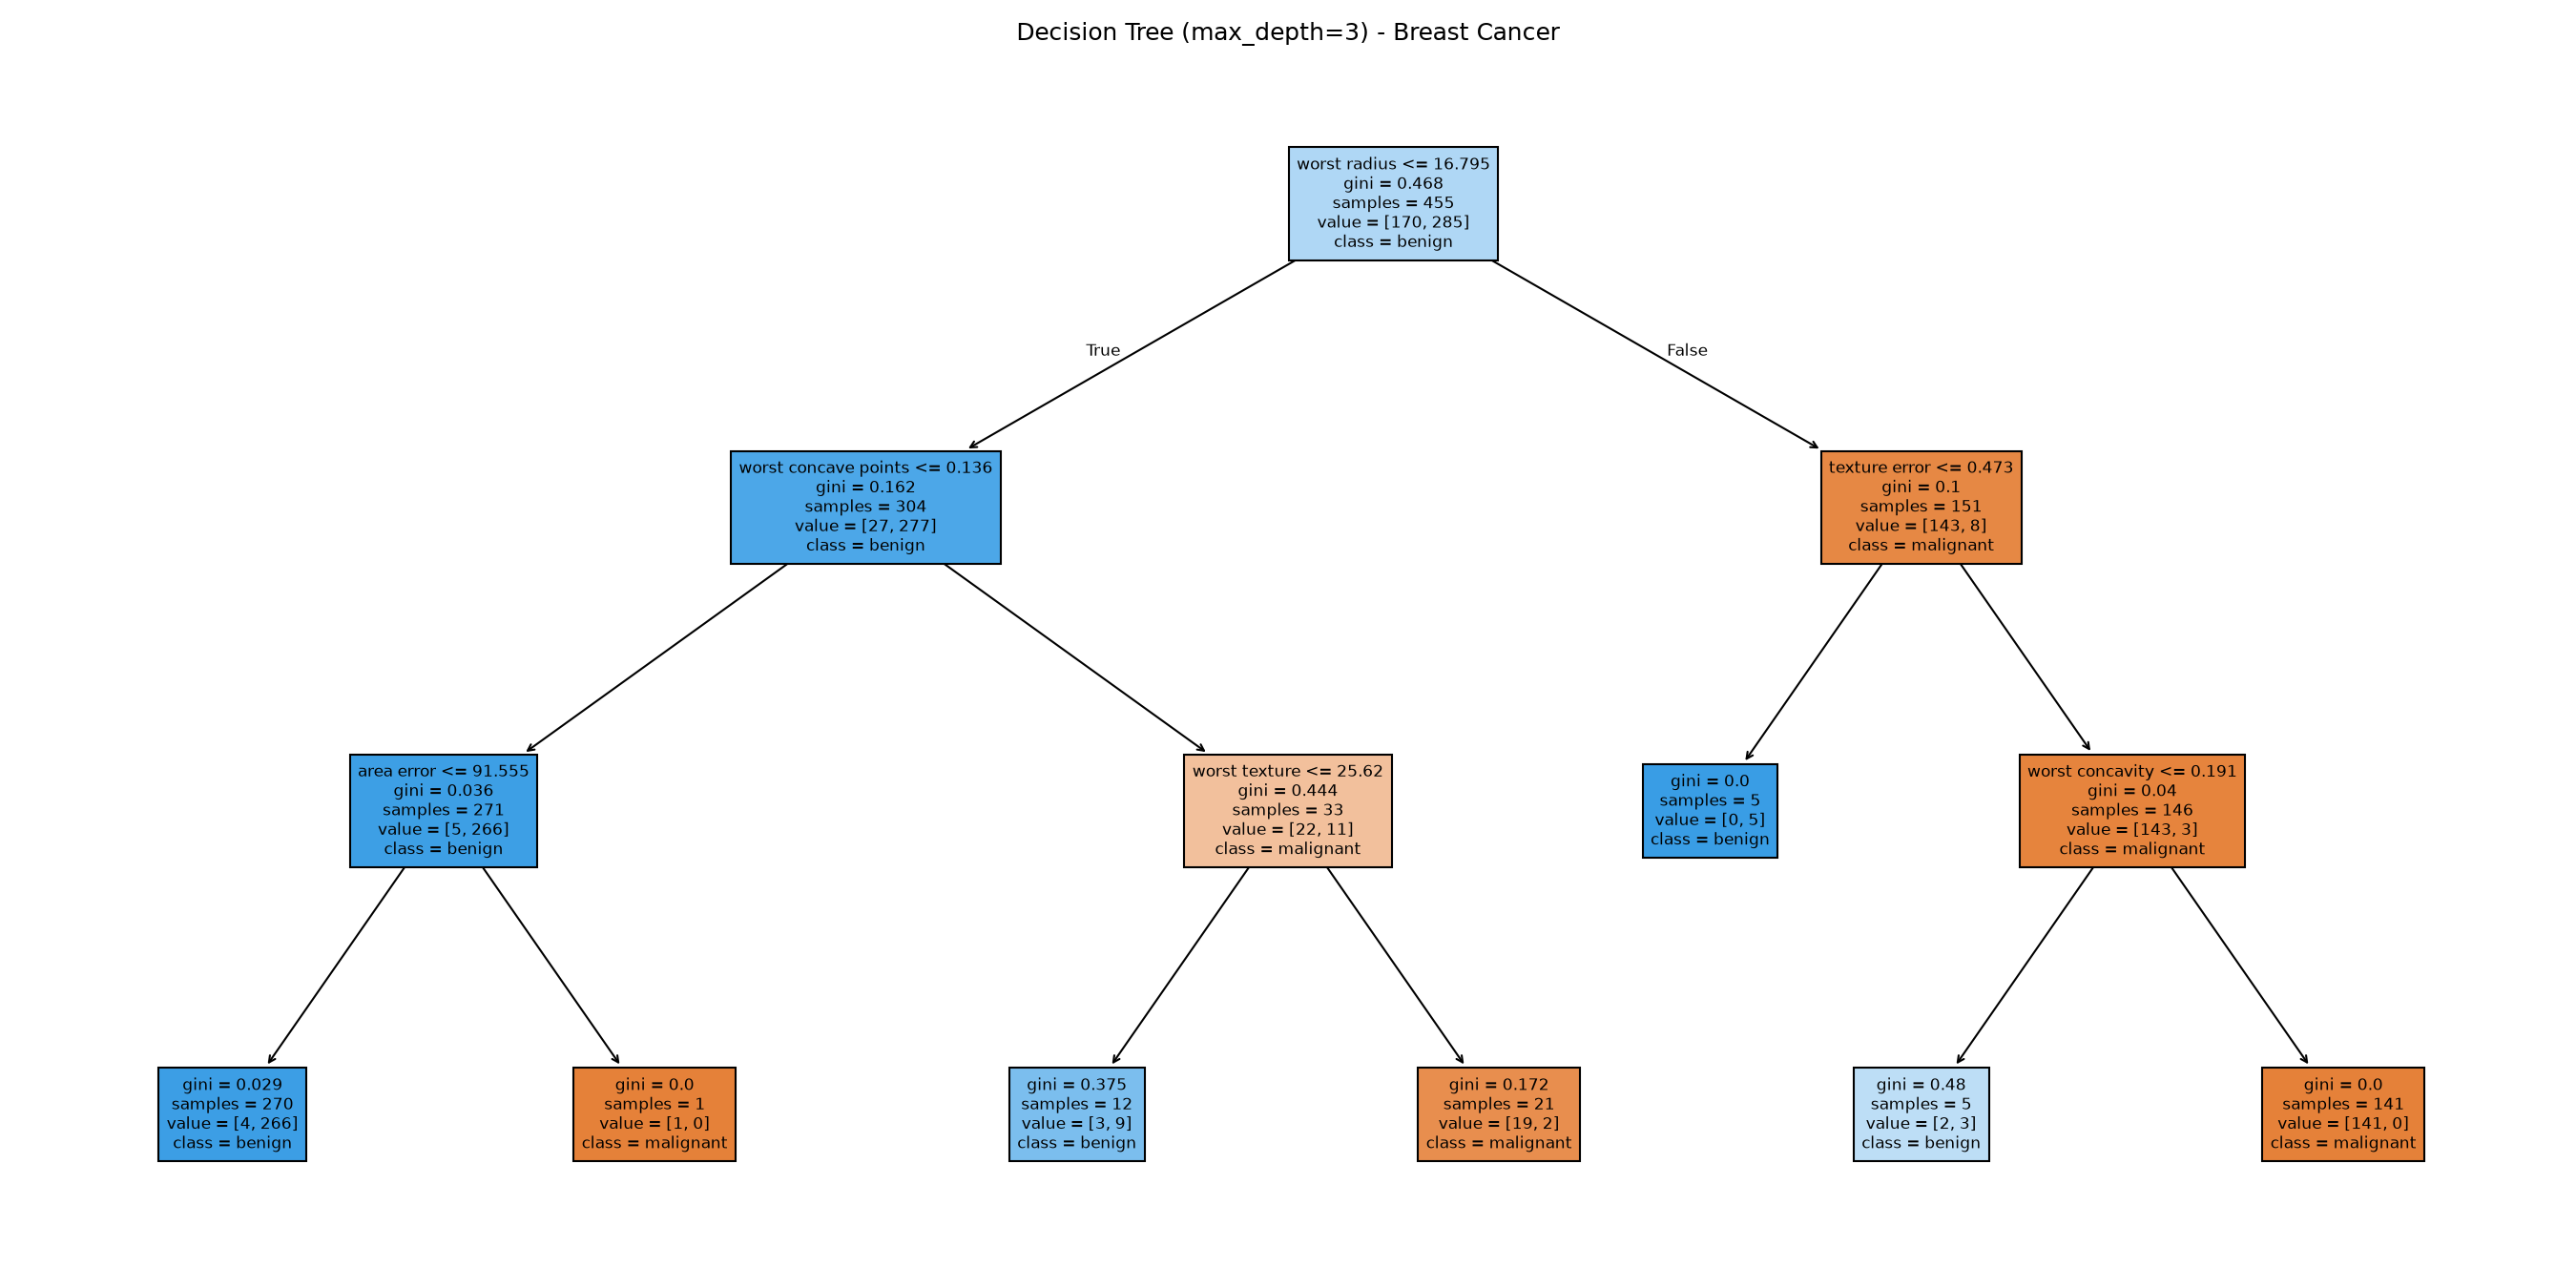 Decision Tree (max_depth=3) - Breast Cancer
worst radius <= 16.795
gini = 0.468
samples = 455
value = [170, 285]
class = benign
True
False
worst concave points <= 0.136
gini = 0.162
samples = 304
value = [27, 277]
class = benign
texture error <= 0.473
gini = 0.1
samples = 151
value = [143, 8]
class = malignant
area error <= 91.555
gini = 0.036
samples = 271
value = [5, 266]
class = benign
worst texture <= 25.62
gini = 0.444
samples = 33
value = [22, 11]
class = malignant
gini = 0.0
samples = 5
value = [0, 5]
class = benign
worst concavity <= 0.191
gini = 0.04
samples = 146
value = [143, 3]
class = malignant
gini = 0.029
samples = 270
value = [4, 266]
class = benign
gini = 0.0
samples = 1
value = [1, 0]
class = malignant
gini = 0.375
samples = 12
value = [3, 9]
class = benign
gini = 0.172
samples = 21
value = [19, 2]
class = malignant
gini = 0.48
samples = 5
value = [2, 3]
class = benign
gini = 0.0
samples = 141
value = [141, 0]
class = malignant